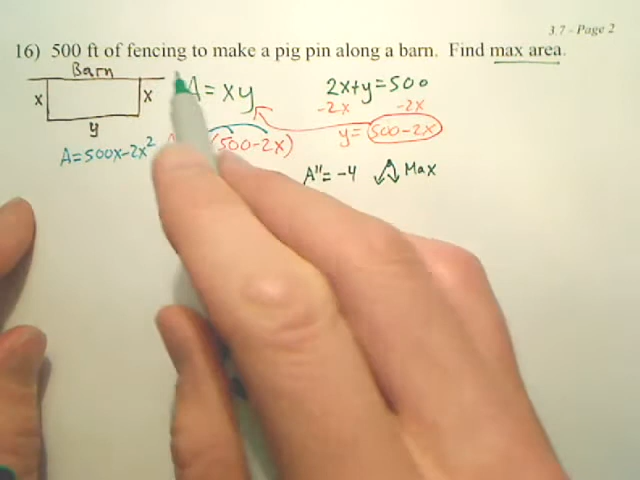 3.7 - Page 2
16) 500 ft of fencing to make a pig pin along a barn. Find max area.
Barn
x x
y
A = xy
2x+y=500
-2x -2x
y = 500-2x
(500-2x)
A=500x-2x²
A''= -4 Max